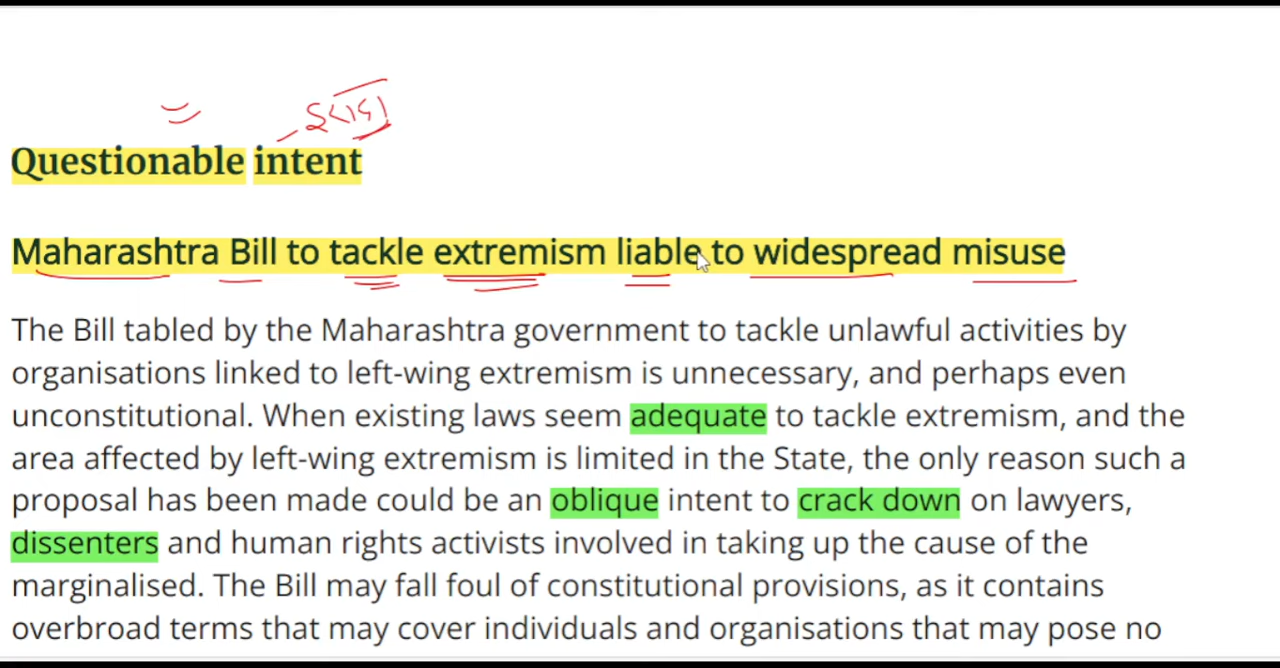 Questionable intent
Maharashtra Bill to tackle extremism liable to widespread misuse
The Bill tabled by the Maharashtra government to tackle unlawful activities by
organisations linked to left-wing extremism is unnecessary, and perhaps even
unconstitutional. When existing laws seem adequate to tackle extremism, and the
area affected by left-wing extremism is limited in the State, the only reason such a
proposal has been made could be an oblique intent to crack down on lawyers,
dissenters and human rights activists involved in taking up the cause of the
marginalised. The Bill may fall foul of constitutional provisions, as it contains
overbroad terms that may cover individuals and organisations that may pose no